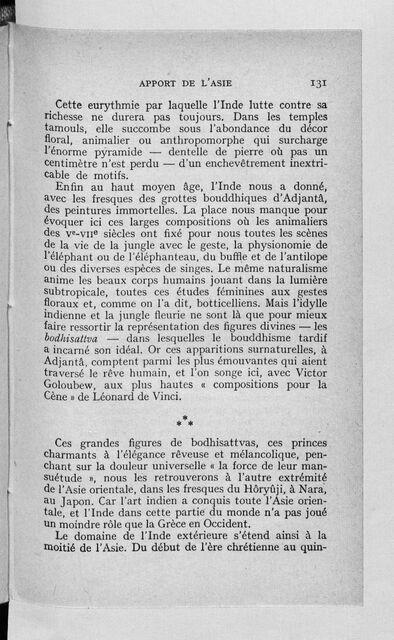 APPORT DE L'ASIE 131
Cette eurythmie par laquelle l'Inde lutte contre sa
richesse ne durera pas toujours. Dans les temples
tamouls, elle succombe sous l'abondance du décor
floral, animalier ou anthropomorphe qui surcharge
l'énorme pyramide — dentelle de pierre où pas un
centimètre n'est perdu — d'un enchevêtrement inextri-
cable de motifs.
Enfin au haut moyen âge, l'Inde nous a donné,
avec les fresques des grottes bouddhiques d'Adjantâ,
des peintures immortelles. La place nous manque pour
évoquer ici ces larges compositions où les animaliers
des Vᵉ-VIIᵉ siècles ont fixé pour nous toutes les scènes
de la vie de la jungle avec le geste, la physionomie de
l'éléphant ou de l'éléphanteau, du buffle et de l'antilope
ou des diverses espèces de singes. Le même naturalisme
anime les beaux corps humains jouant dans la lumière
subtropicale, toutes ces études féminines aux gestes
floraux et, comme on l'a dit, botticelliens. Mais l'idylle
indienne et la jungle fleurie ne sont là que pour mieux
faire ressortir la représentation des figures divines — les
bodhisattva — dans lesquelles le bouddhisme tardif
a incarné son idéal. Or ces apparitions surnaturelles, à
Adjantâ, comptent parmi les plus émouvantes qui aient
traversé le rêve humain, et l'on songe ici, avec Victor
Goloubew, aux plus hautes « compositions pour la
Cène » de Léonard de Vinci.
* * *
Ces grandes figures de bodhisattvas, ces princes
charmants à l'élégance rêveuse et mélancolique, pen-
chant sur la douleur universelle « la force de leur man-
suétude », nous les retrouverons à l'autre extrémité
de l'Asie orientale, dans les fresques du Hôryûji, à Nara,
au Japon. Car l'art indien a conquis toute l'Asie orien-
tale, et l'Inde dans cette partie du monde n'a pas joué
un moindre rôle que la Grèce en Occident.
Le domaine de l'Inde extérieure s'étend ainsi à la
moitié de l'Asie. Du début de l'ère chrétienne au quin-